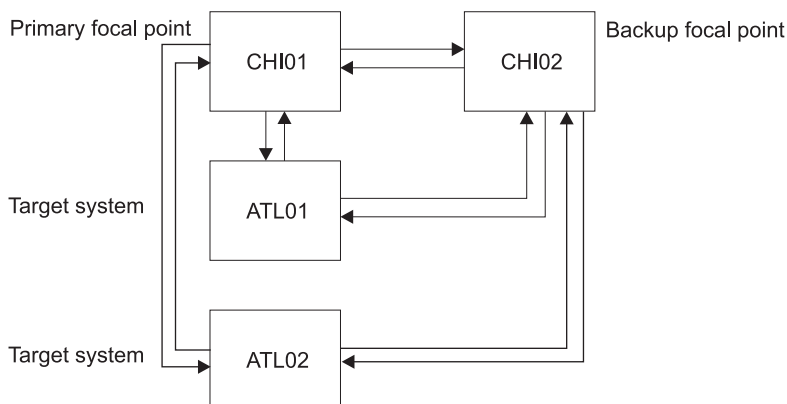 Primary focal point
CHI01
CHI02
Backup focal point
Target system
ATL01
Target system
ATL02